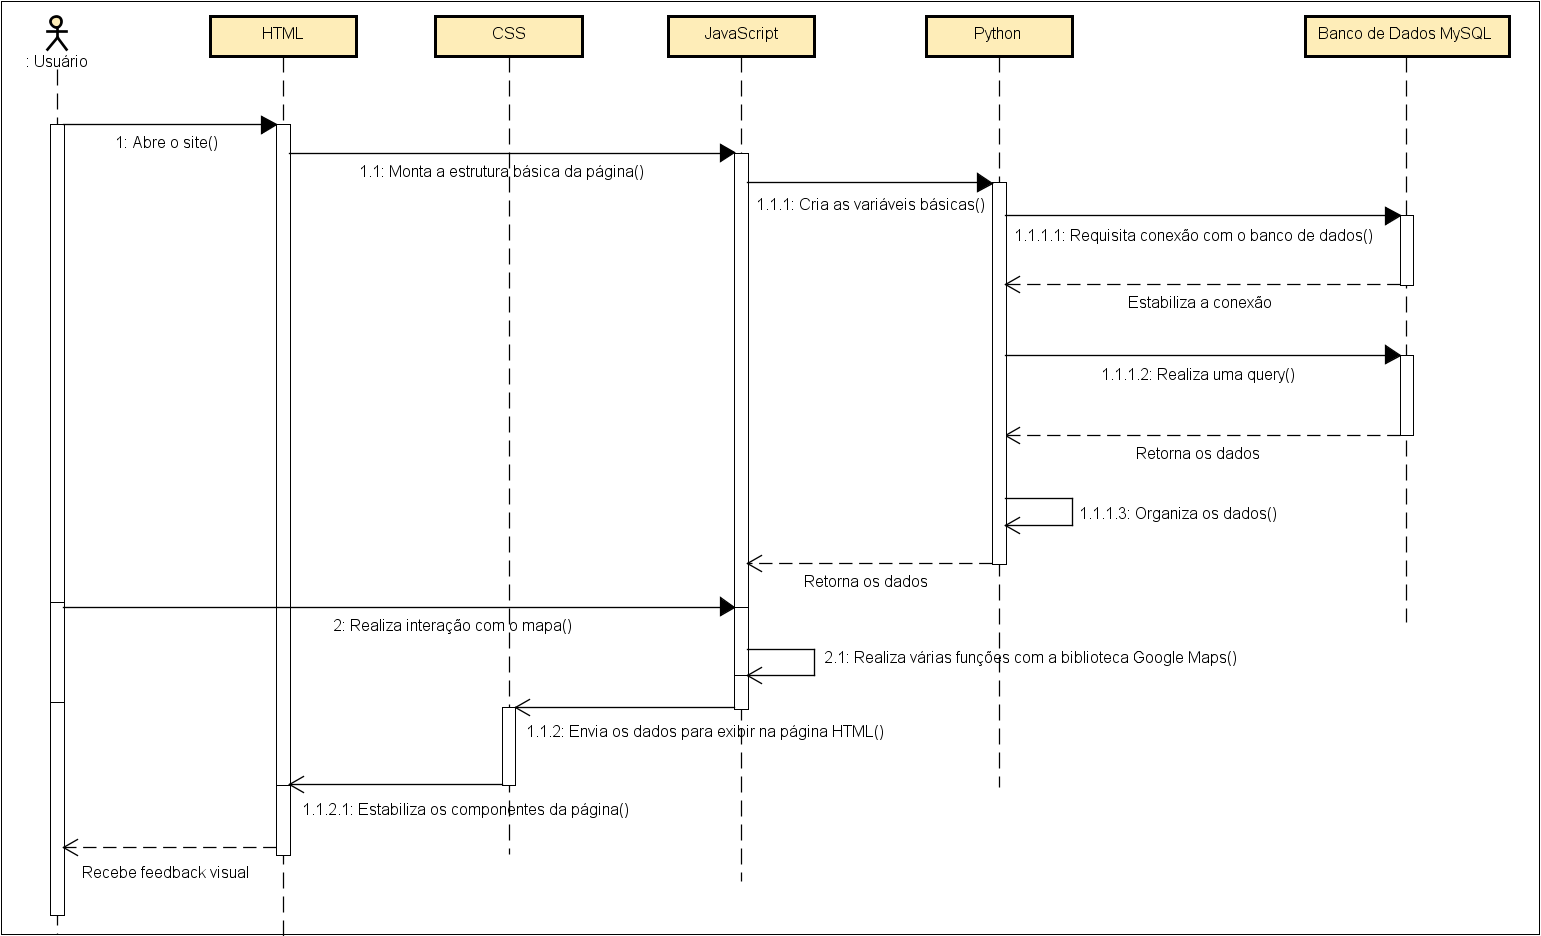 : Usuário
HTML
CSS
JavaScript
Python
Banco de Dados MySQL
1: Abre o site()
1.1: Monta a estrutura básica da página()
1.1.1: Cria as variáveis básicas()
1.1.1.1: Requisita conexão com o banco de dados()
Estabiliza a conexão
1.1.1.2: Realiza uma query()
Retorna os dados
1.1.1.3: Organiza os dados()
Retorna os dados
2: Realiza interação com o mapa()
2.1: Realiza várias funções com a biblioteca Google Maps()
1.1.2: Envia os dados para exibir na página HTML()
1.1.2.1: Estabiliza os componentes da página()
Recebe feedback visual